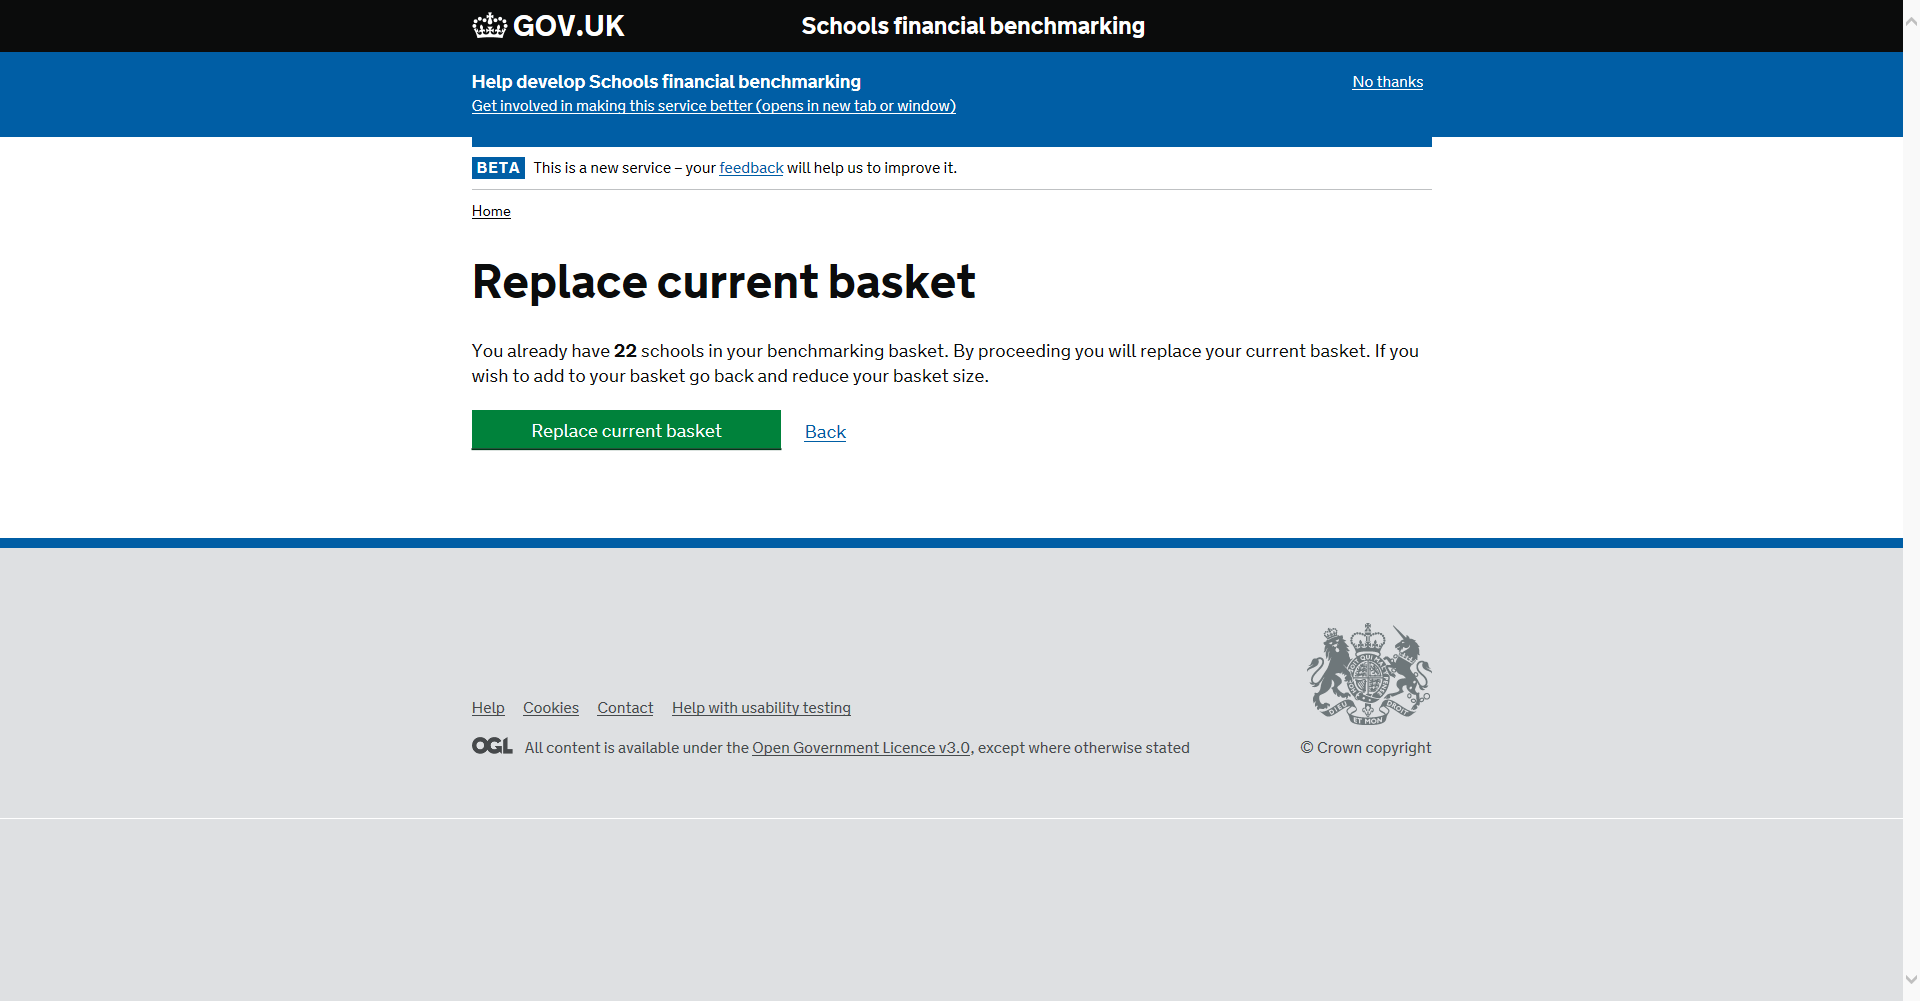 GOV.UK
Schools financial benchmarking
Help develop Schools financial benchmarking
No thanks
Get involved in making this service better (opens in new tab or window)
BETA This is a new service – your feedback will help us to improve it.
Home
Replace current basket
You already have 22 schools in your benchmarking basket. By proceeding you will replace your current basket. If you
wish to add to your basket go back and reduce your basket size.
Replace current basket Back
Help Cookies Contact Help with usability testing
OGL All content is available under the Open Government Licence v3.0, except where otherwise stated
DIEU ET MON DROIT
© Crown copyright